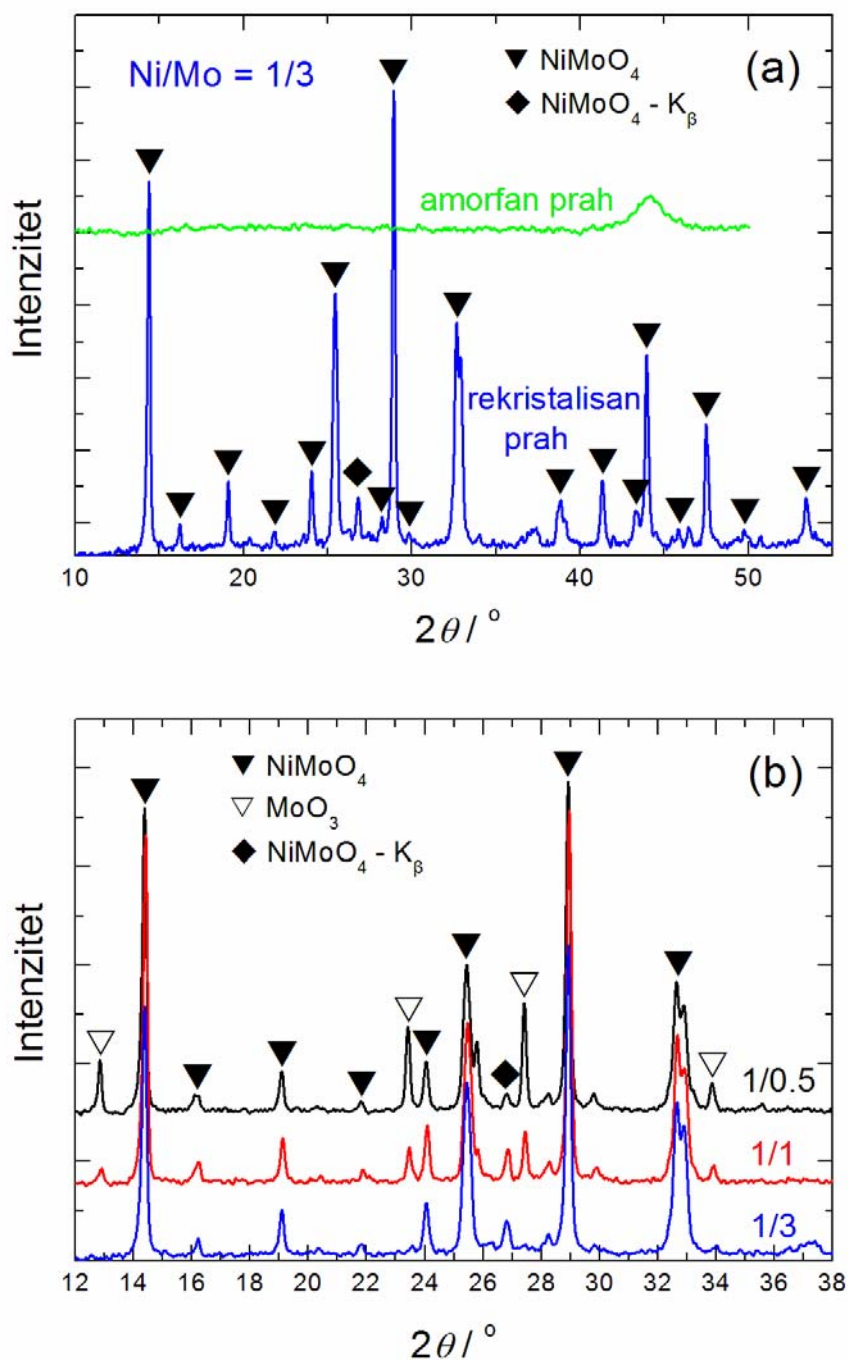 Ni/Mo = 1/3
▼ NiMoO₄
◆ NiMoO₄ - Kᵦ
(a)
amorfan prah
rekristalisan
prah
Intenzitet
10 20 30 40 50
2θ / °
▼ NiMoO₄
▽ MoO₃
◆ NiMoO₄ - Kᵦ
(b)
1/0.5
1/1
1/3
Intenzitet
12 14 16 18 20 22 24 26 28 30 32 34 36 38
2θ / °